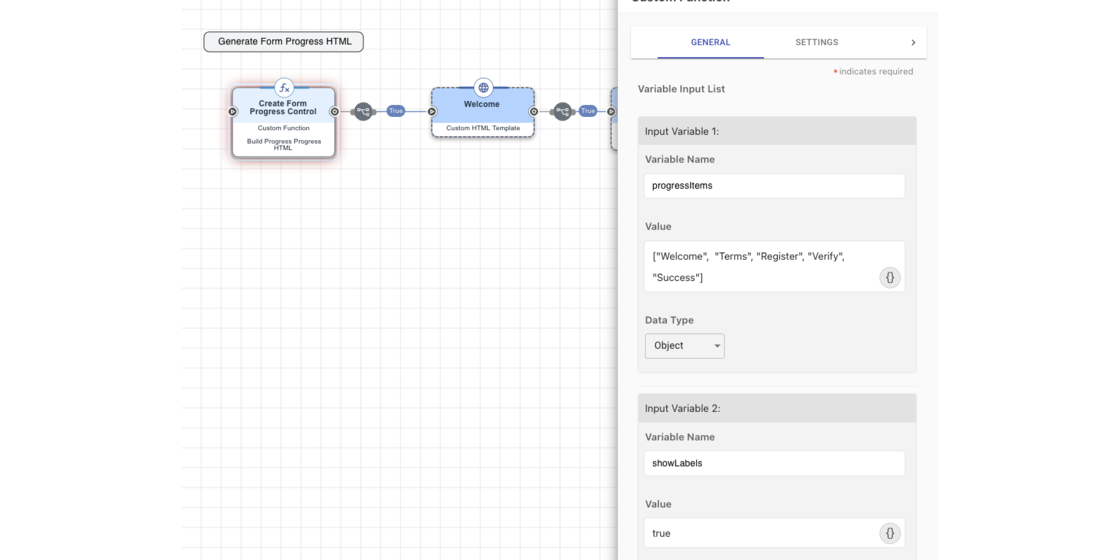 Custom Function
Generate Form Progress HTML
Create Form
Progress Control
Custom Function
Build Progress Progress
HTML
True
Welcome
Custom HTML Template
True
GENERAL
SETTINGS
* indicates required
Variable Input List
Input Variable 1:
Variable Name
progressItems
Value
["Welcome",  "Terms", "Register", "Verify",
"Success"]
{}
Data Type
Object
Input Variable 2:
Variable Name
showLabels
Value
true
{}